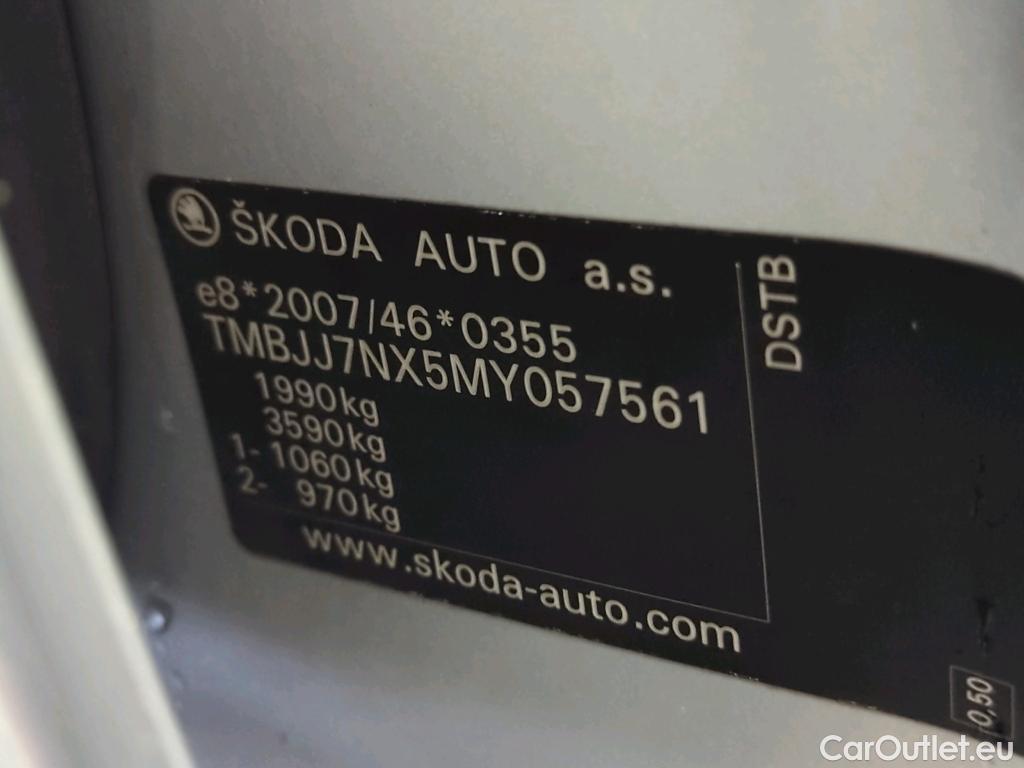 ŠKODA AUTO a.s.
e8*2007/46*0355
TMBJJ7NX5MY057561
1990kg
3590kg
1- 1060kg
2- 970kg
www.skoda-auto.com
DSTB
0.50
CarOutlet.eu